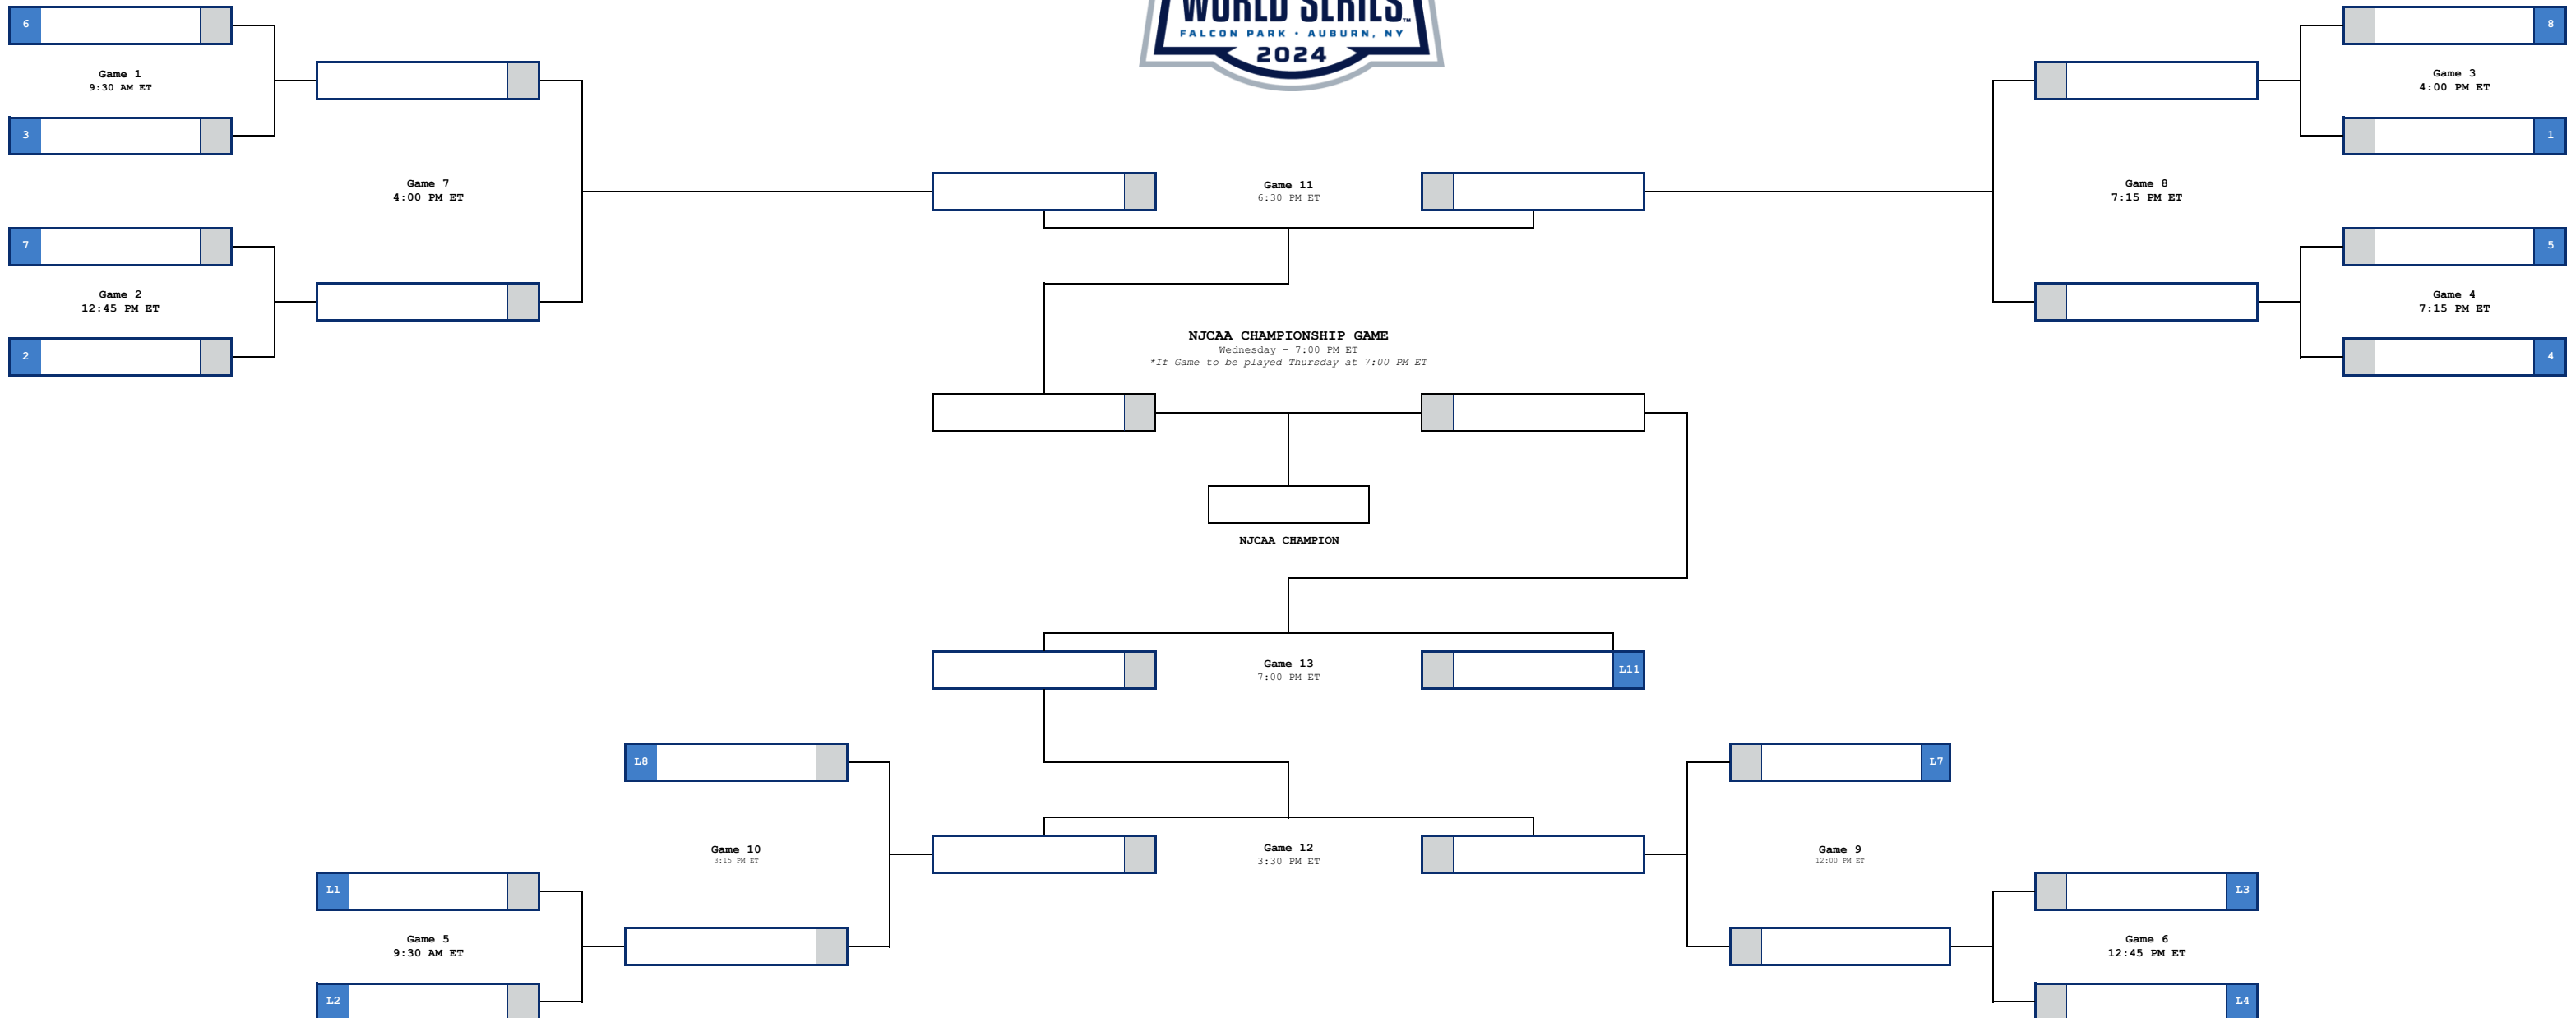 WORLD SERIES™
FALCON PARK • AUBURN, NY
2024
6
Game 1
9:30 AM ET
3
7
Game 2
12:45 PM ET
2
Game 7
4:00 PM ET
Game 11
6:30 PM ET
Game 8
7:15 PM ET
8
Game 3
4:00 PM ET
1
5
Game 4
7:15 PM ET
4
NJCAA CHAMPIONSHIP GAME
Wednesday – 7:00 PM ET
*If Game to be played Thursday at 7:00 PM ET
NJCAA CHAMPION
Game 13
7:00 PM ET
L11
L8
Game 10
3:15 PM ET
L1
Game 5
9:30 AM ET
L2
Game 12
3:30 PM ET
L7
Game 9
12:00 PM ET
L3
Game 6
12:45 PM ET
L4